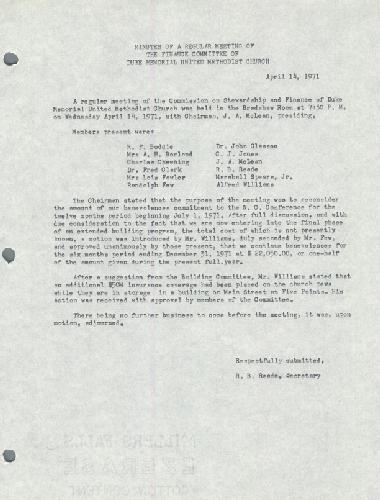 MINUTES OF A REGULAR MEETING OF
THE FINANCE COMMITTEE OF
DUKE MEMORIAL UNITED METHODIST CHURCH
April 14, 1971
A regular meeting of the Commission on Stewardship and Finance of Duke
Memorial United Methodist Church was held in the Bradshaw Room at 7:30 P. M.
on Wednesday April 14, 1971, with Chairman, J. A. McLean, presiding.
Members present were:
R. F. Boddie Dr. John Glasson
Mrs A. H. Borland C. J. Jones
Charles Browning J. A. McLean
Dr. Fred Clark R. B. Reade
Mrs Lois Fowler Marshall Spears, Jr.
Randolph Few Alfred Williams
The Chairman stated that the purpose of the meeting was to reconsider
the amount of our benevolences commitment to the N. C. Conference for the
twelve months beginning July 1, 1971. After full discussion, and with
due consideration to the fact that we are now entering into the final phase
of an extended building program, the total cost of which is not presently
known, a motion was introduced by Mr. Williams, duly seconded by Mr. Few,
and approved unanimously by those present, that we continue benevolences for
the six months period ending December 31, 1971 at $ 22,050.00, or one-half
of the amount given during the present full year.
After a suggestion from the Building Committee, Mr. Williams stated that
an additional $50M insurance coverage had been placed on the church pews
while they are in storage in a building on Main Street at Five Points. His
action was received with approval by members of the Committee.
There being no further business to come before the meeting, it was, upon
motion, adjourned.
Respectfully submitted,
R. B. Reade, Secretary
MILLERS FALLS
COTTON CONTENT